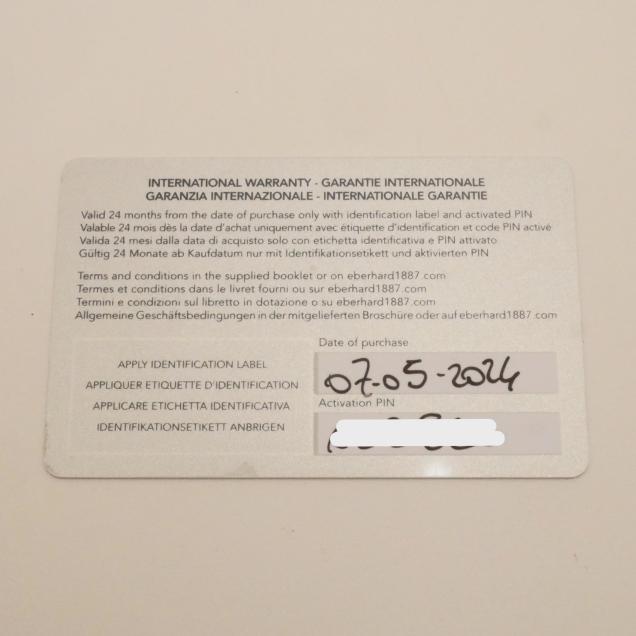 INTERNATIONAL WARRANTY - GARANTIE INTERNATIONALE
GARANZIA INTERNAZIONALE - INTERNATIONALE GARANTIE
Valid 24 months from the date of purchase only with identification label and activated PIN
Valable 24 mois dès la date d'achat uniquement avec étiquette d'identification et code PIN activé
Valida 24 mesi dalla data di acquisto solo con etichetta identificativa e PIN attivato
Gültig 24 Monate ab Kaufdatum nur mit Identifikationsetikett und aktivierten PIN
Terms and conditions in the supplied booklet or on eberhard1887.com
Termes et conditions dans le livret fourni ou sur eberhard1887.com
Termini e condizioni sul libretto in dotazione o su eberhard1887.com
Allgemeine Geschäftsbedingungen in der mitgelieferten Broschüre oder auf eberhard1887.com
APPLY IDENTIFICATION LABEL
APPLIQUER ETIQUETTE D'IDENTIFICATION
APPLICARE ETICHETTA IDENTIFICATIVA
IDENTIFIKATIONSETIKETT ANBRIGEN
Date of purchase
07-05-2024
Activation PIN